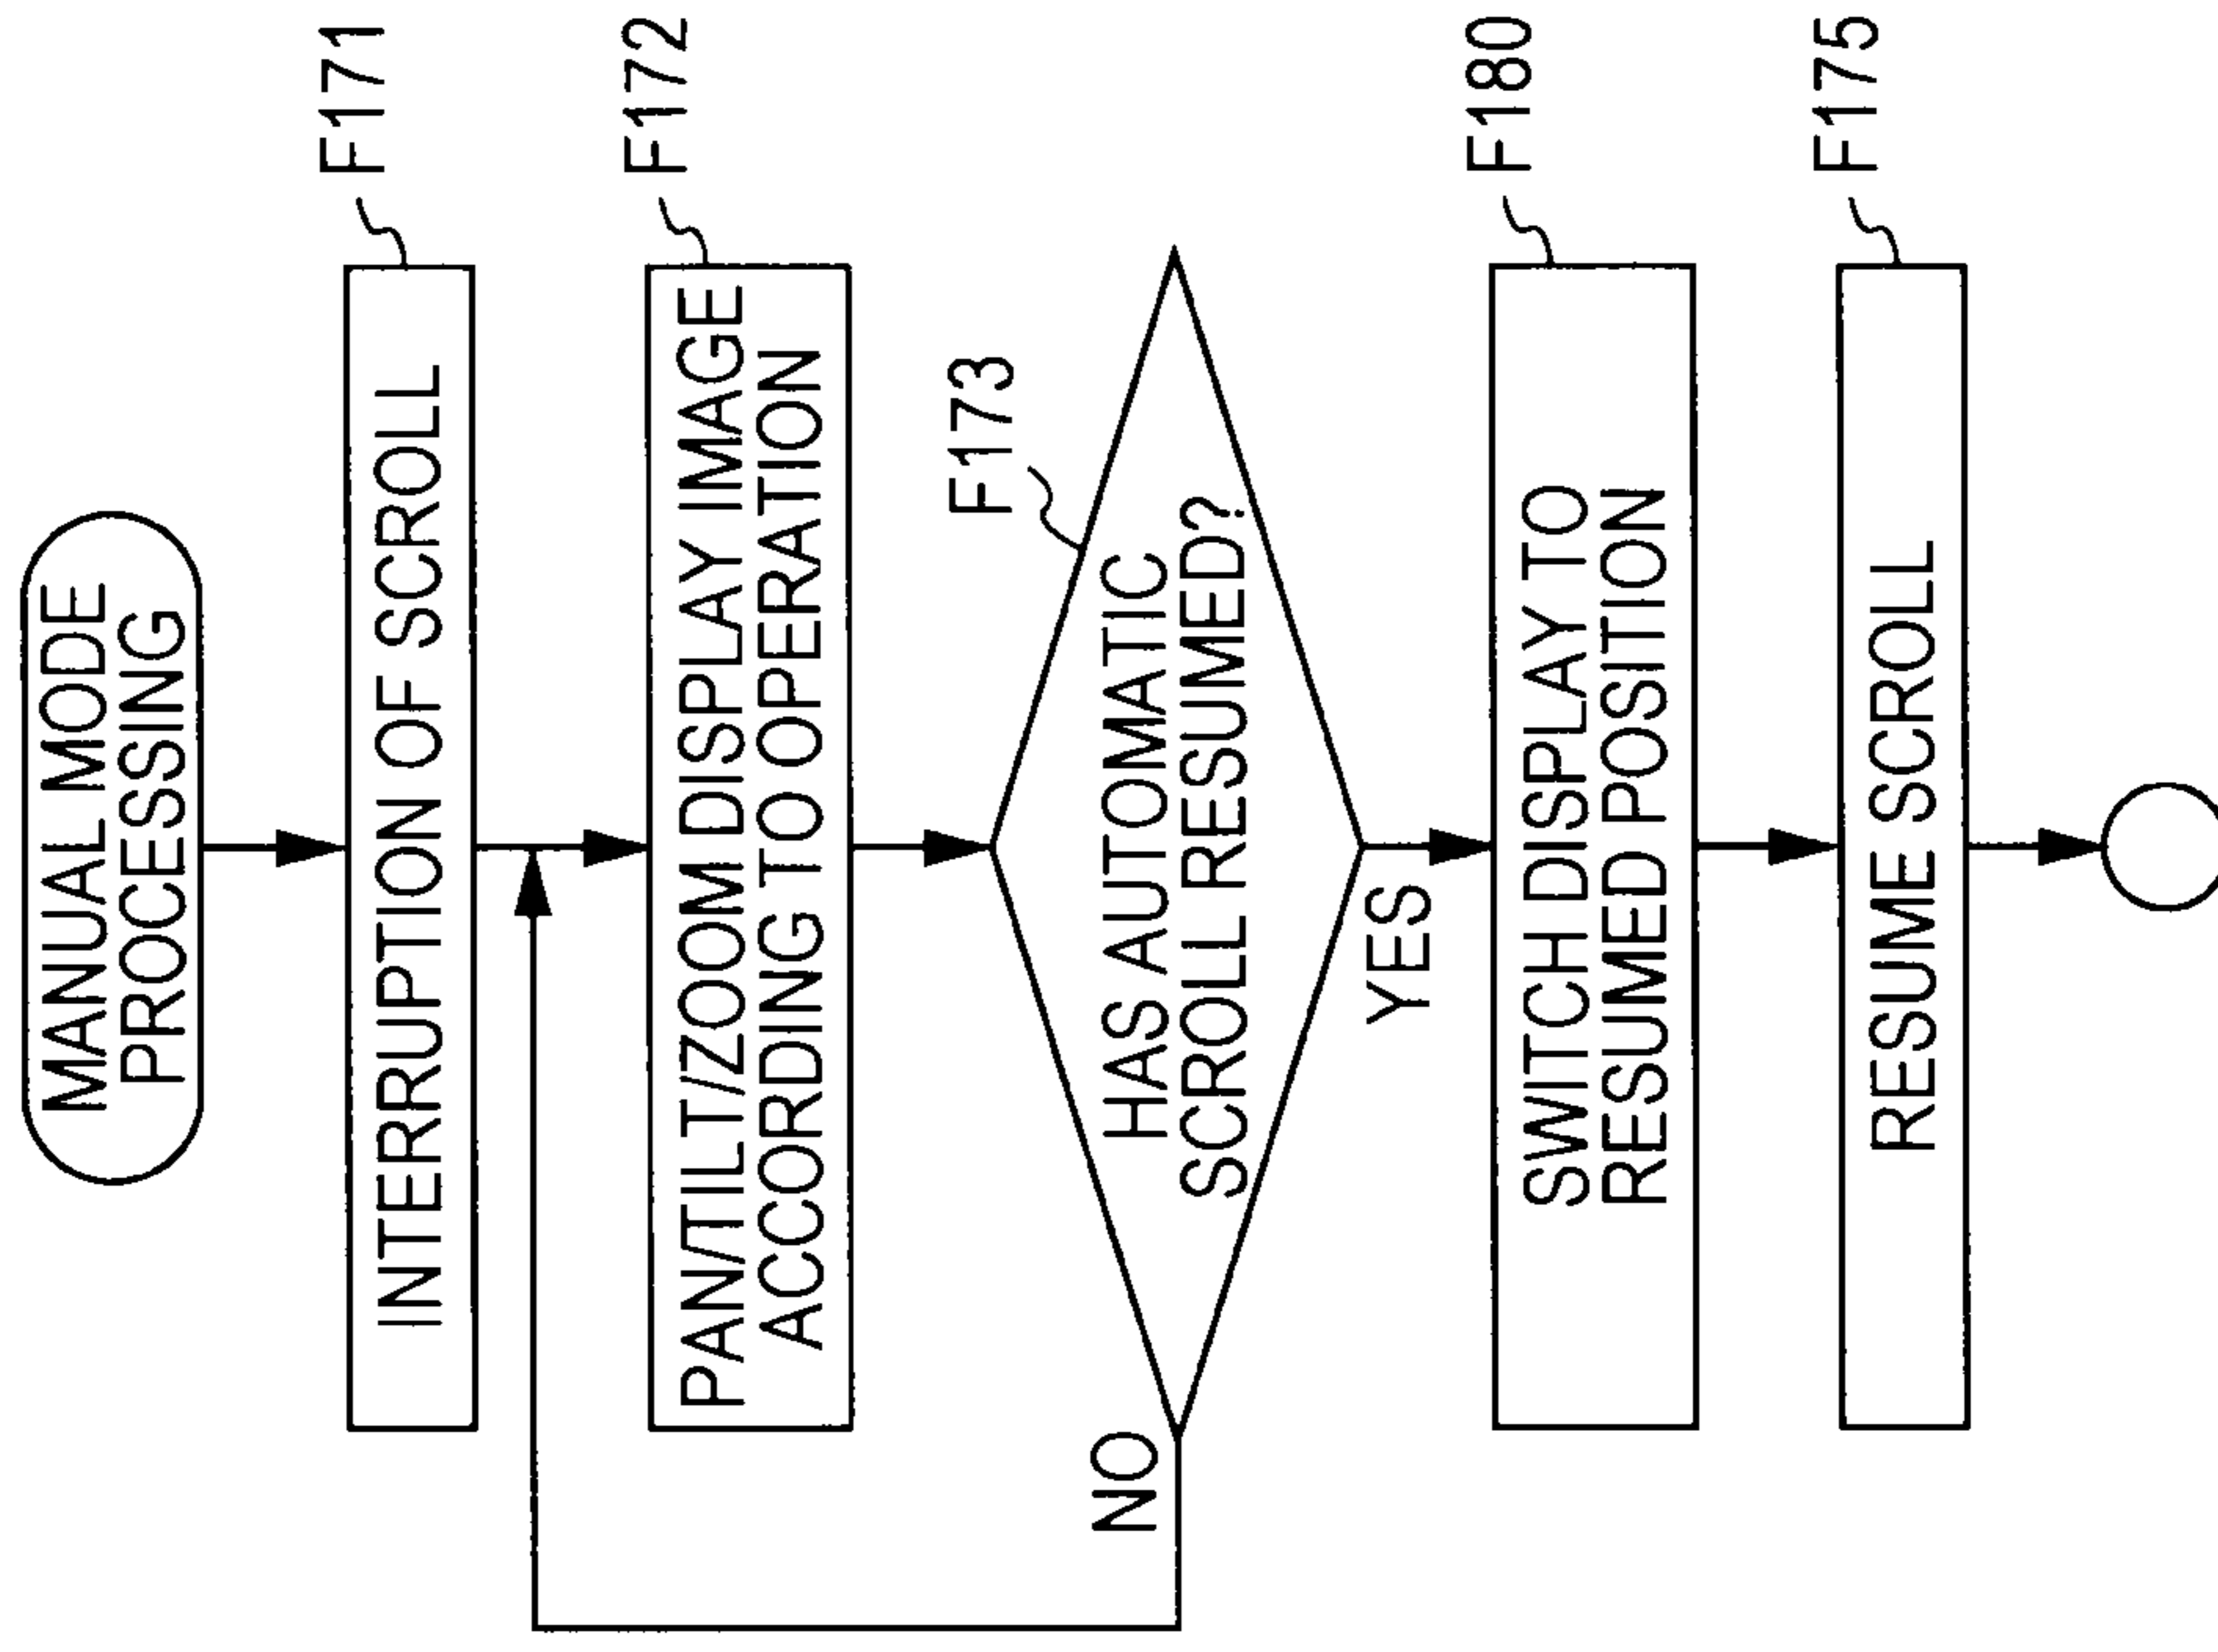 MANUAL MODE
PROCESSING
INTERRUPTION OF SCROLL
F171
PAN/TILT/ZOOM DISPLAY IMAGE
ACCORDING TO OPERATION
F172
HAS AUTOMATIC
SCROLL RESUMED?
F173
NO
YES
SWITCH DISPLAY TO
RESUMED POSITION
F180
RESUME SCROLL
F175